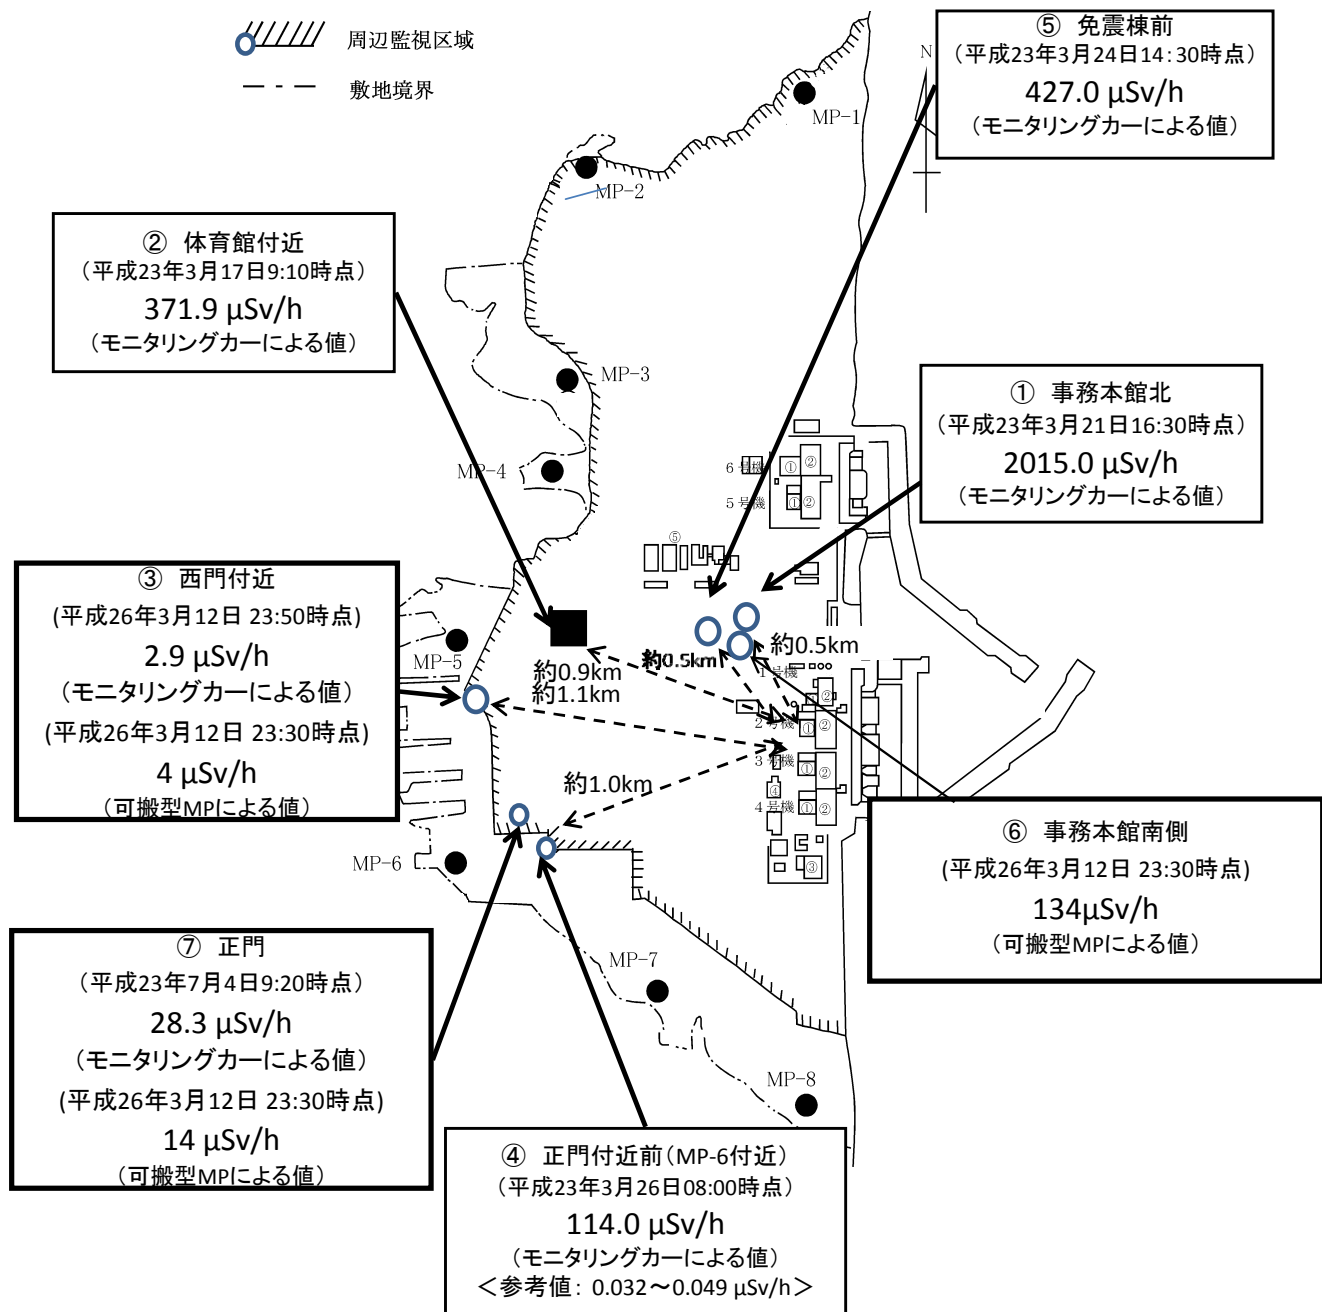 周辺監視区域
敷地境界
⑤ 免震棟前
(平成23年3月24日14:30時点)
427.0 μSv/h
(モニタリングカーによる値)
N
MP-1
MP-2
② 体育館付近
(平成23年3月17日9:10時点)
371.9 μSv/h
(モニタリングカーによる値)
MP-3
MP-4
① 事務本館北
(平成23年3月21日16:30時点)
2015.0 μSv/h
(モニタリングカーによる値)
6号機
① ②
5号機
① ②
⑤
③ 西門付近
(平成26年3月12日 23:50時点)
2.9 μSv/h
(モニタリングカーによる値)
(平成26年3月12日 23:30時点)
4 μSv/h
(可搬型MPによる値)
MP-5
約0.9km
約1.1km
約0.5km
約0.5km
1号機
②
2号機
① ②
3号機
① ②
④
4号機
① ②
③
約1.0km
MP-6
⑥ 事務本館南側
(平成26年3月12日 23:30時点)
134μSv/h
(可搬型MPによる値)
⑦ 正門
(平成23年7月4日9:20時点)
28.3 μSv/h
(モニタリングカーによる値)
(平成26年3月12日 23:30時点)
14 μSv/h
(可搬型MPによる値)
MP-7
MP-8
④ 正門付近前(MP-6付近)
(平成23年3月26日08:00時点)
114.0 μSv/h
(モニタリングカーによる値)
<参考値: 0.032~0.049 μSv/h>